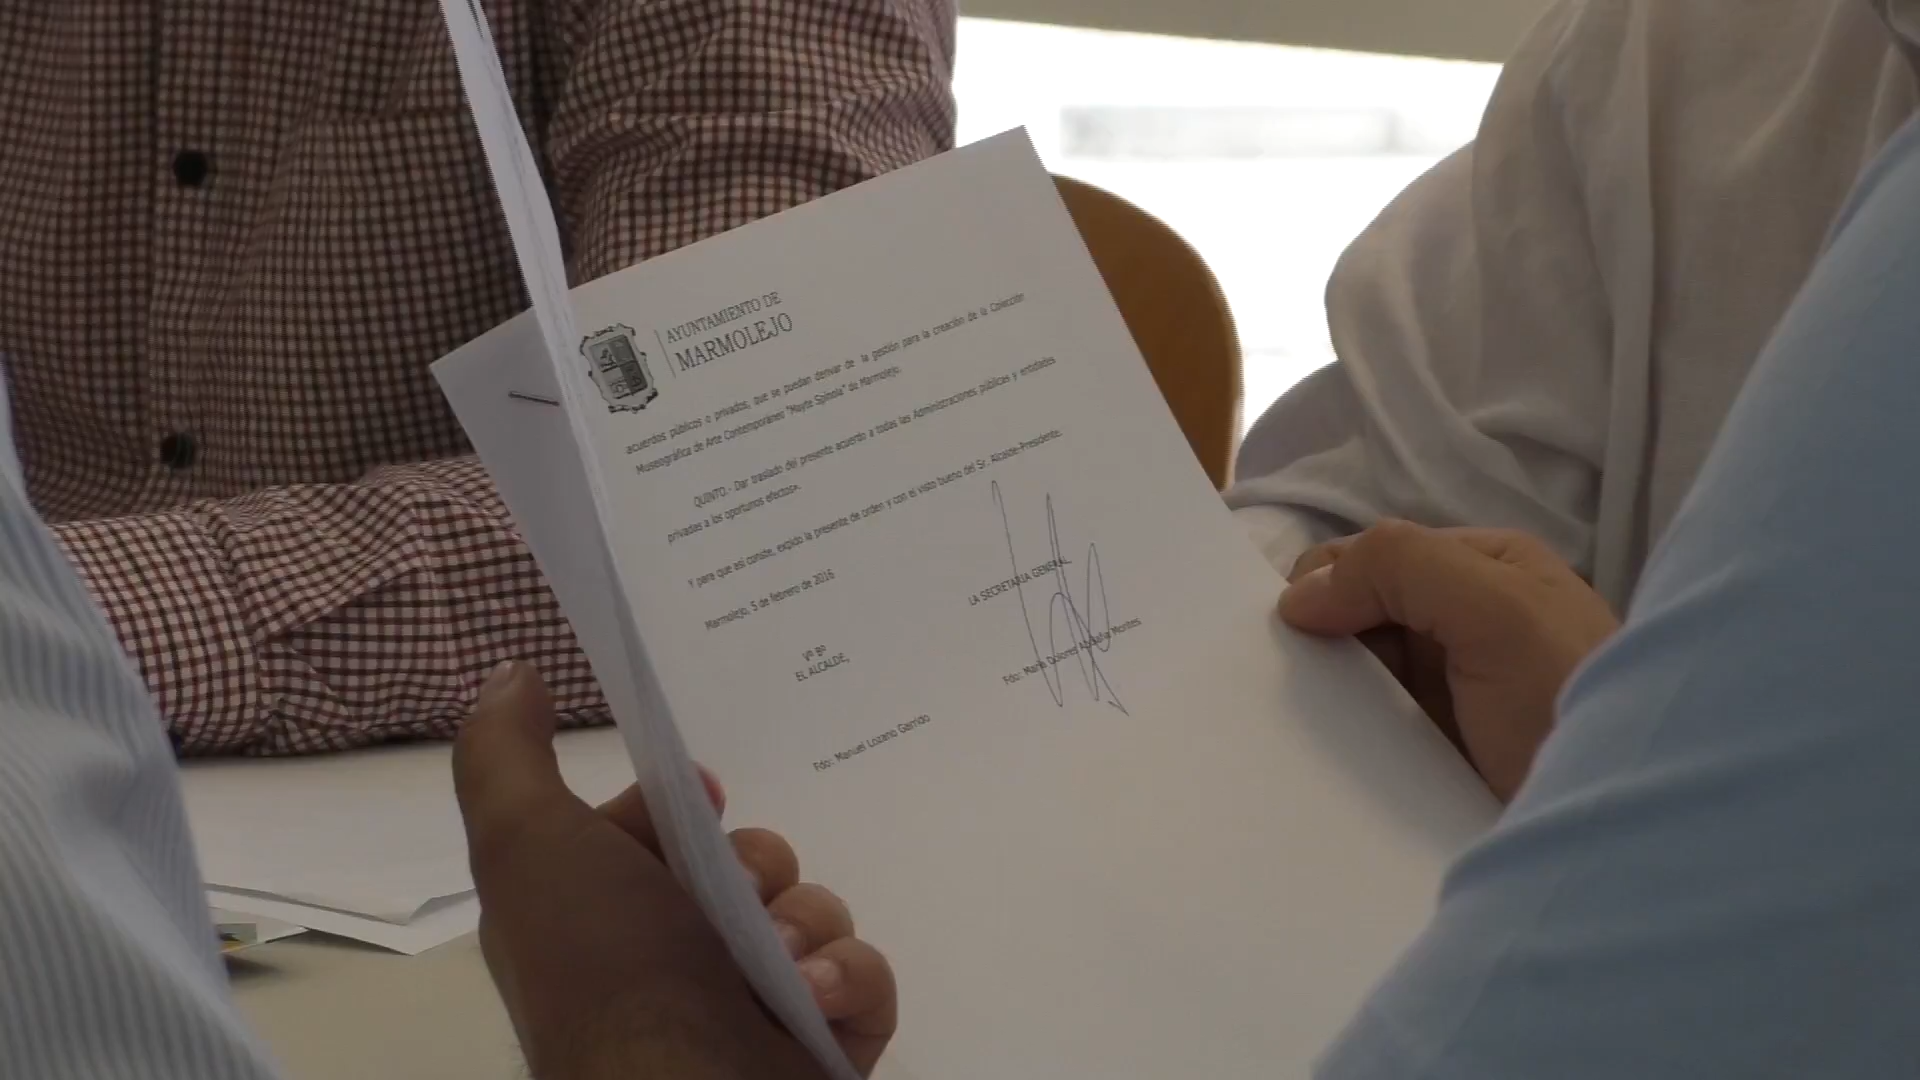 AYUNTAMIENTO DE
MARMOLEJO
acuerdos públicos o privados, que se puedan derivar de la gestión para la creación de la Colección
Museográfica de Arte Contemporáneo "Mayte Spínola" de Marmolejo.
QUINTO.- Dar traslado del presente acuerdo a todas las Administraciones públicas y entidades
privadas a los oportunos efectos».
Y para que así conste, expido la presente de orden y con el visto bueno del Sr. Alcalde-Presidente.
Marmolejo, 5 de febrero de 2016
Vº Bº
EL ALCALDE,
LA SECRETARIA GENERAL
Fdo: María Dolores Abolafia Montes
Fdo: Manuel Lozano Garrido